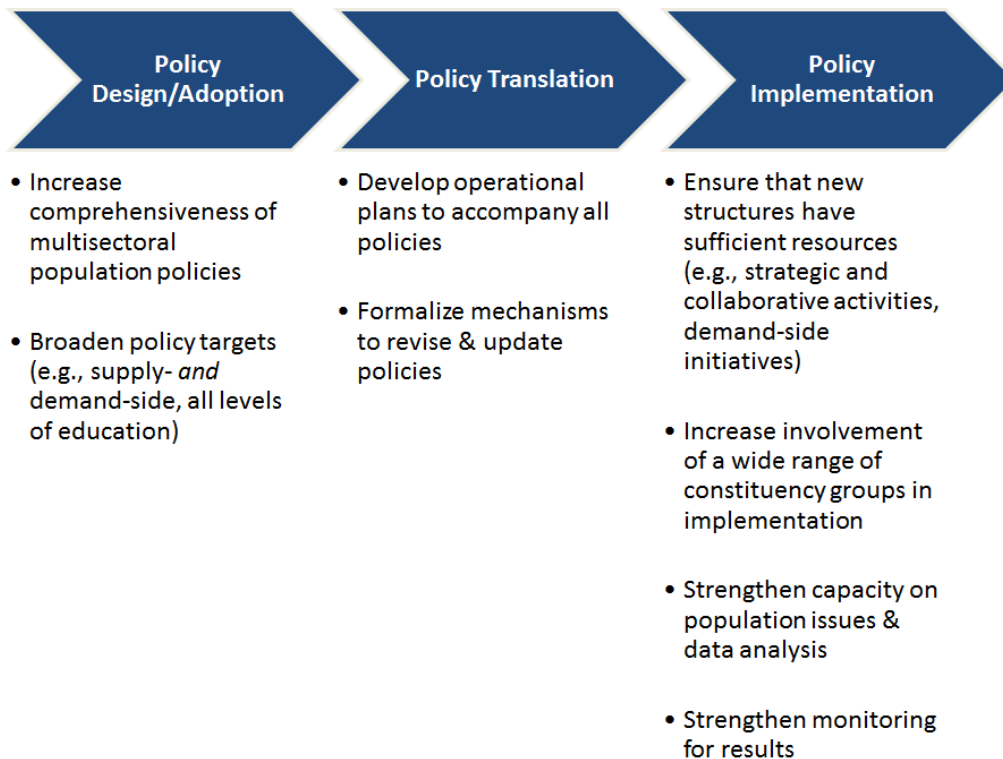 Policy
Design/Adoption
• Increase
comprehensiveness of
multisectoral
population policies
• Broaden policy targets
(e.g., supply- and
demand-side, all levels
of education)
Policy Translation
• Develop operational
plans to accompany all
policies
• Formalize mechanisms
to revise & update
policies
Policy
Implementation
• Ensure that new
structures have
sufficient resources
(e.g., strategic and
collaborative activities,
demand-side
initiatives)
• Increase involvement
of a wide range of
constituency groups in
implementation
• Strengthen capacity on
population issues &
data analysis
• Strengthen monitoring
for results